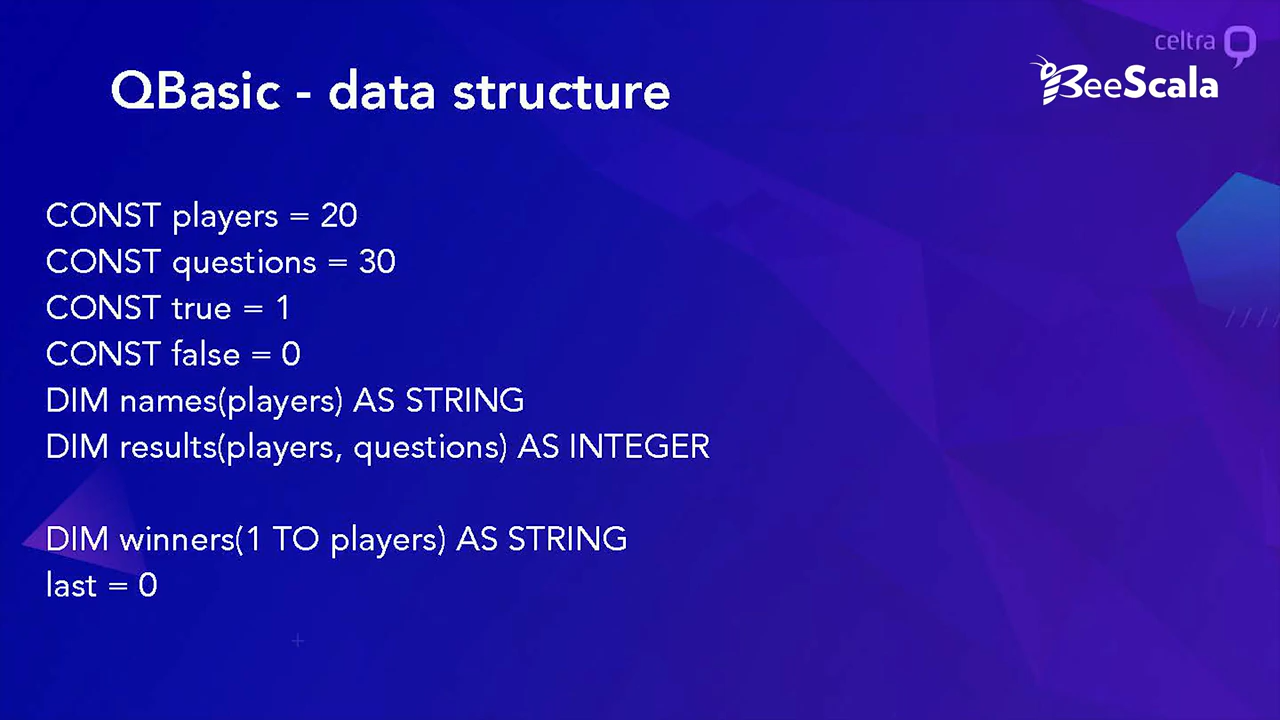 celtra
BeeScala
QBasic - data structure
CONST players = 20
CONST questions = 30
CONST true = 1
CONST false = 0
DIM names(players) AS STRING
DIM results(players, questions) AS INTEGER
DIM winners(1 TO players) AS STRING
last = 0